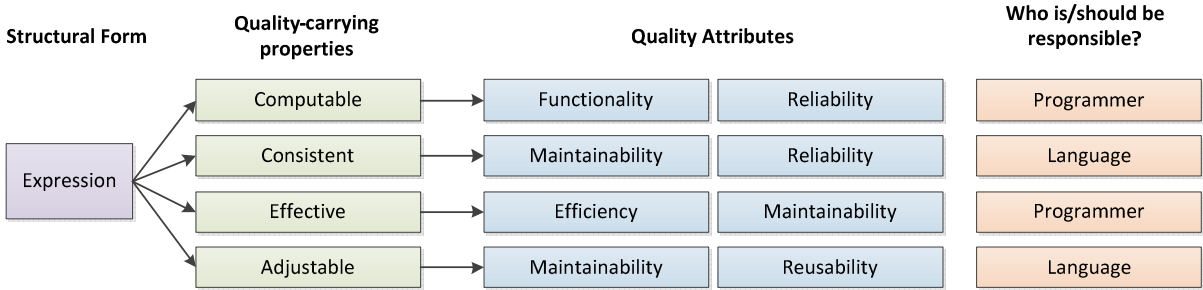 Structural Form
Quality-carrying
properties
Quality Attributes
Who is/should be
responsible?
Expression
Computable
Functionality
Reliability
Programmer
Consistent
Maintainability
Reliability
Language
Effective
Efficiency
Maintainability
Programmer
Adjustable
Maintainability
Reusability
Language